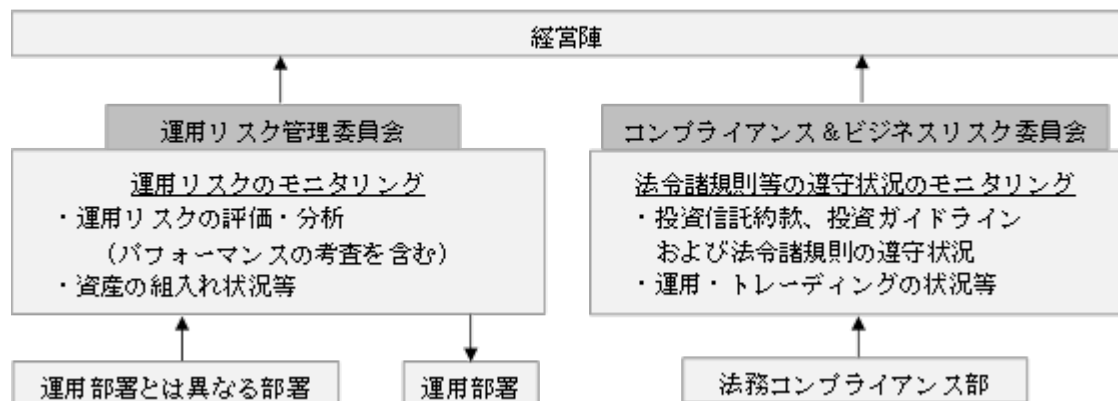 経営陣
運用リスク管理委員会
運用リスクのモニタリング
・運用リスクの評価・分析
（パフォーマンスの考査を含む）
・資産の組入れ状況等
運用部署とは異なる部署
運用部署
コンプライアンス＆ビジネスリスク委員会
法令諸規則等の遵守状況のモニタリング
・投資信託約款、投資ガイドライン
および法令諸規則の遵守状況
・運用・トレーディングの状況等
法務コンプライアンス部